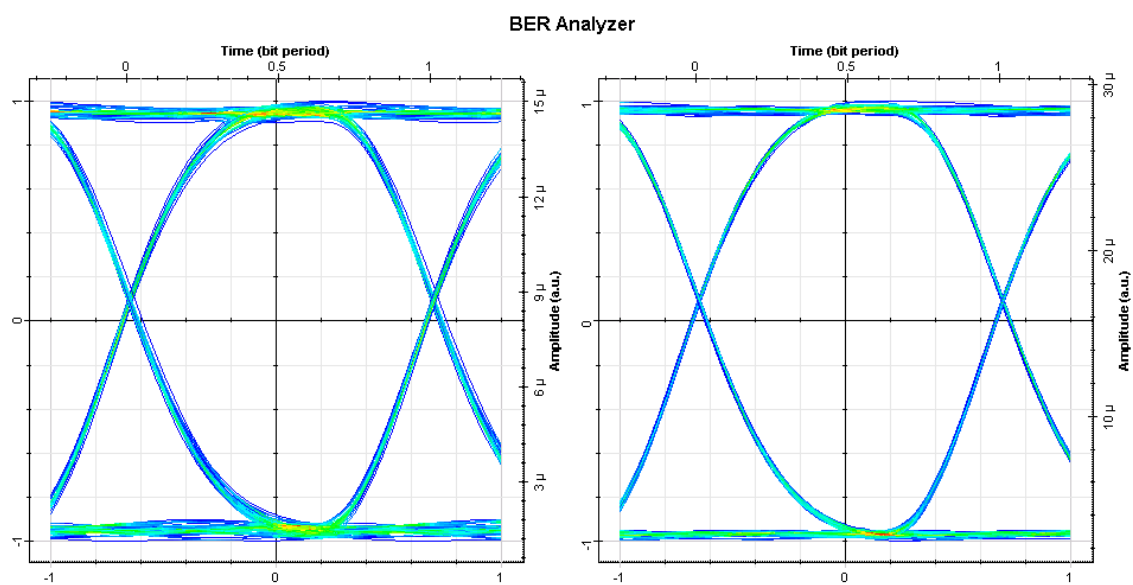 BER Analyzer
Time (bit period)
0 0.5 1
Time (bit period)
0 0.5 1
1
0
-1
-1 0 1
15 µ
12 µ
9 µ
6 µ
3 µ
Amplitude (a.u.)
1
0
-1
-1 0 1
30 µ
20 µ
10 µ
Amplitude (a.u.)